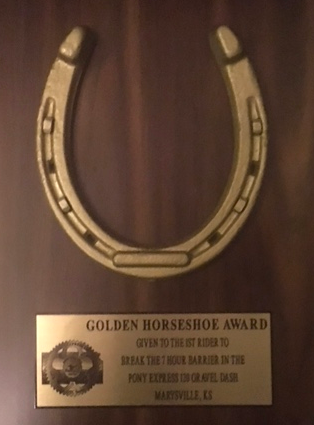 GOLDEN HORSESHOE AWARD
GIVEN TO THE 1ST RIDER TO
BREAK THE 7 HOUR BARRIER IN THE
PONY EXPRESS 120 GRAVEL DASH
MARYSVILLE, KS